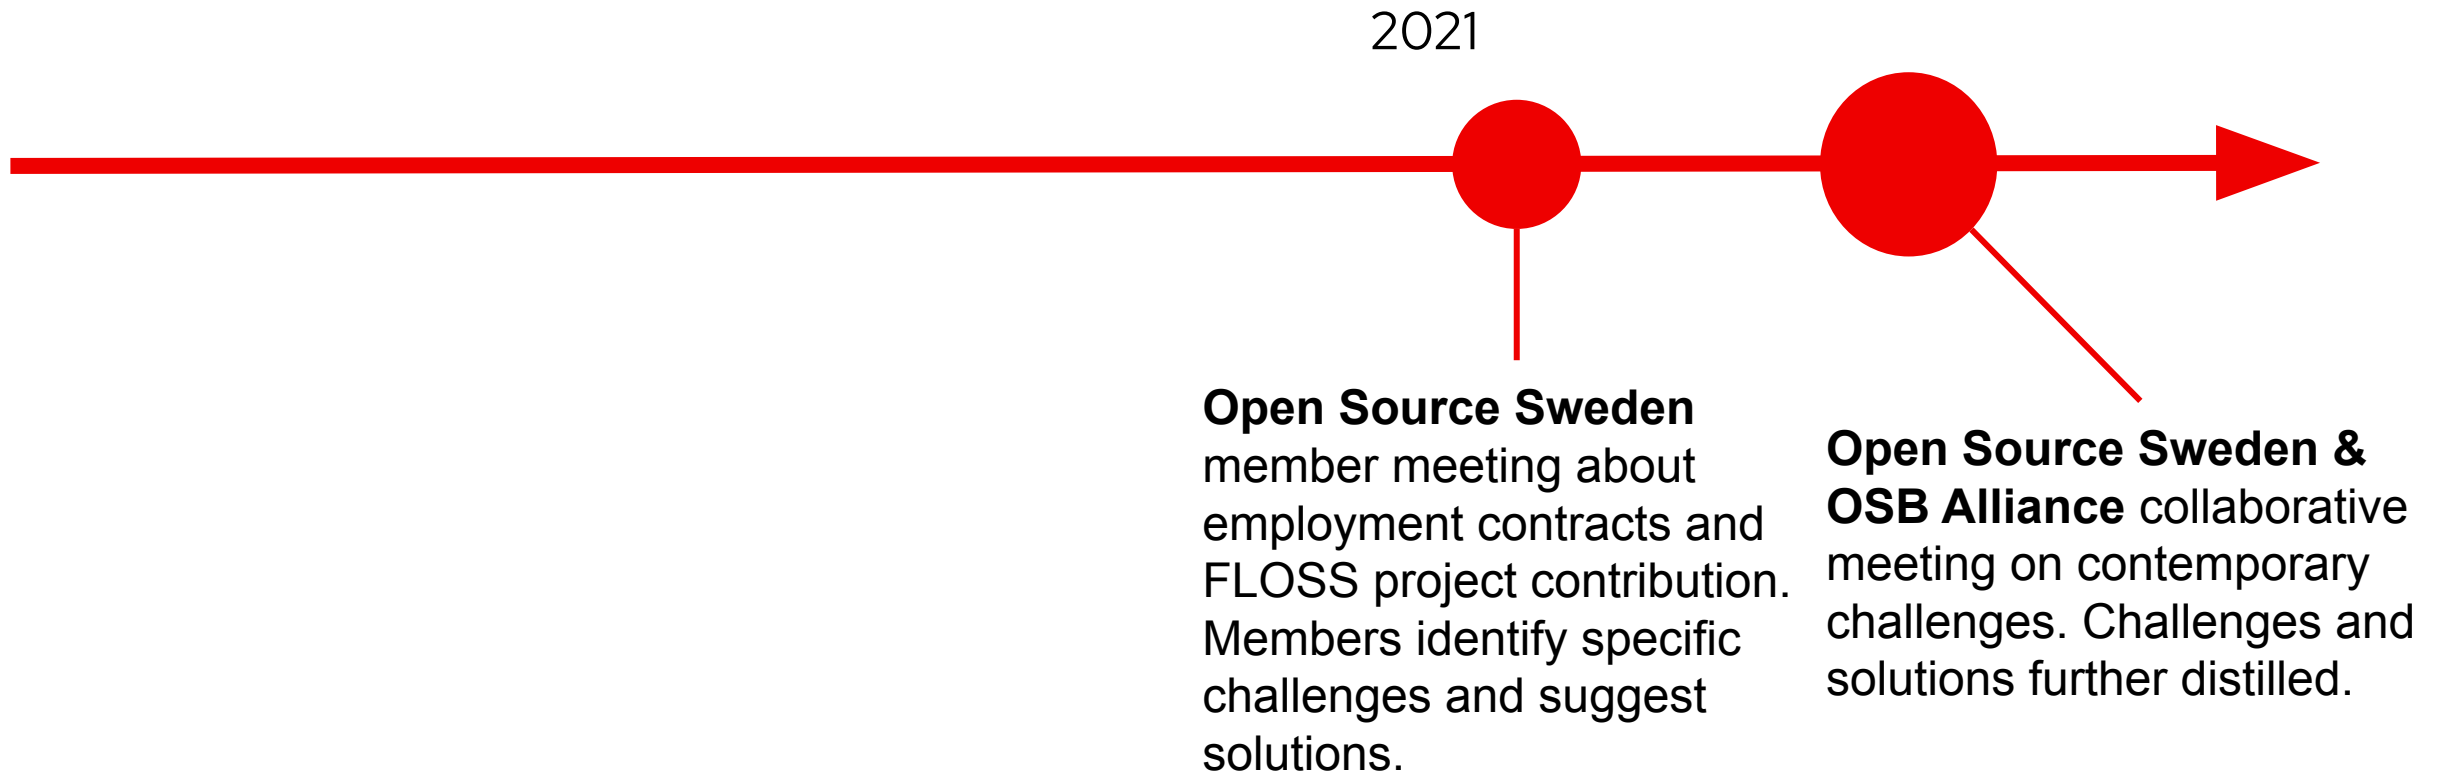 2021
Open Source Sweden
member meeting about
employment contracts and
FLOSS project contribution.
Members identify specific
challenges and suggest
solutions.
Open Source Sweden &
OSB Alliance collaborative
meeting on contemporary
challenges. Challenges and
solutions further distilled.